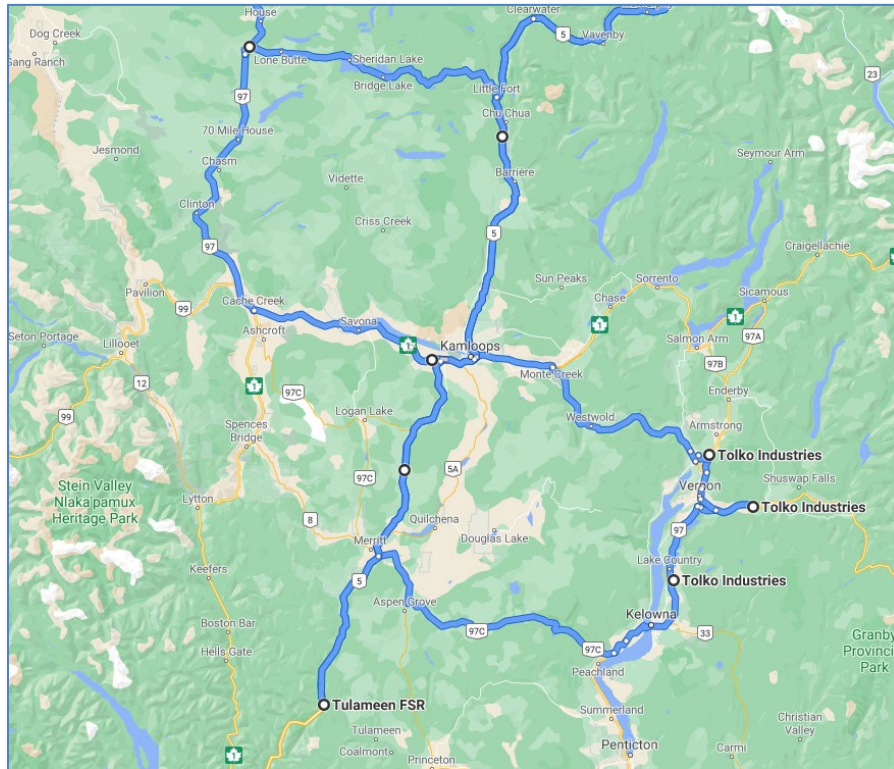 House
Clearwater
Dog Creek
Gang Ranch
5
Vavenby
23
Lone Butte
Sheridan Lake
Bridge Lake
Little Fort
97
Chu Chua
70 Mile House
Jesmond
Chasm
Seymour Arm
Vidette
Barrière
Clinton
Criss Creek
5
97
Craigellachie
Pavilion
Sun Peaks
Sorrento
99
Cache Creek
Chase
Sicamous
Savona
1
1
Ashcroft
Seton Portage
Lillooet
1
Kamloops
Salmon Arm
97A
Monte Creek
97B
12
1
97C
Enderby
99
Logan Lake
Westwold
Armstrong
Spences
Bridge
5A
Tolko Industries
Stein Valley
Nlaka'pamux
Heritage Park
97C
Vernon
Shuswap Falls
Lytton
Tolko Industries
8
Quilchena
97
Merritt
Douglas Lake
Lake Country
Keefers
5
Tolko Industries
Aspen Grove
Boston Bar
97C
Kelowna
33
Hells Gate
97C
Granby
Provincial
Park
Peachland
Tulameen FSR
Summerland
Tulameen
Christian
Valley
Coalmont
Penticton
1
Princeton
Carmi